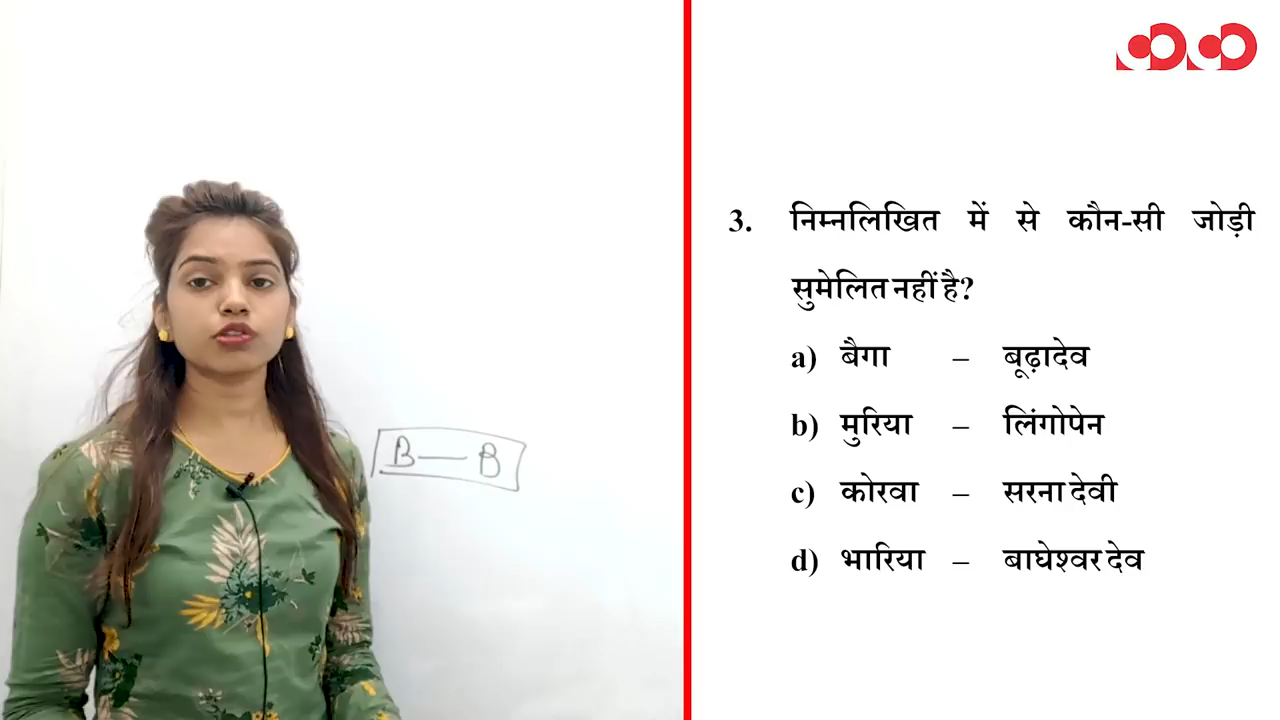 B — B
3. निम्नलिखित में से कौन-सी जोड़ी
सुमेलित नहीं है?
a) बैगा – बूढ़ादेव
b) मुरिया – लिंगोपेन
c) कोरवा – सरना देवी
d) भारिया – बाघेश्वर देव